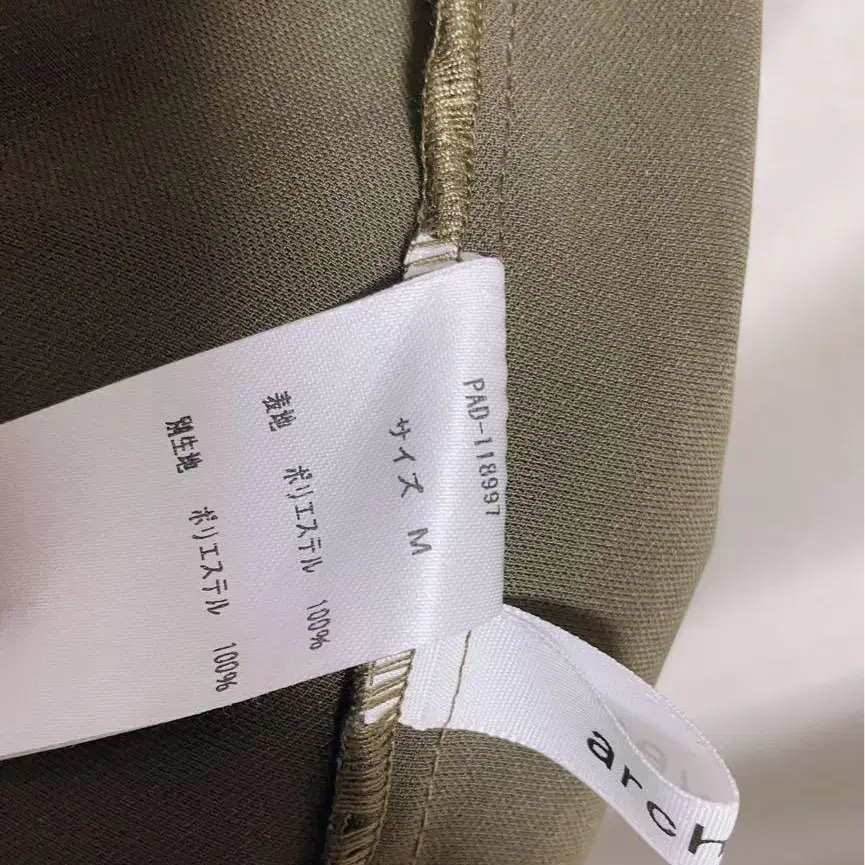 PAD-118997
サイズ M
表地 ポリエステル 100%
別生地 ポリエステル 100%
arch